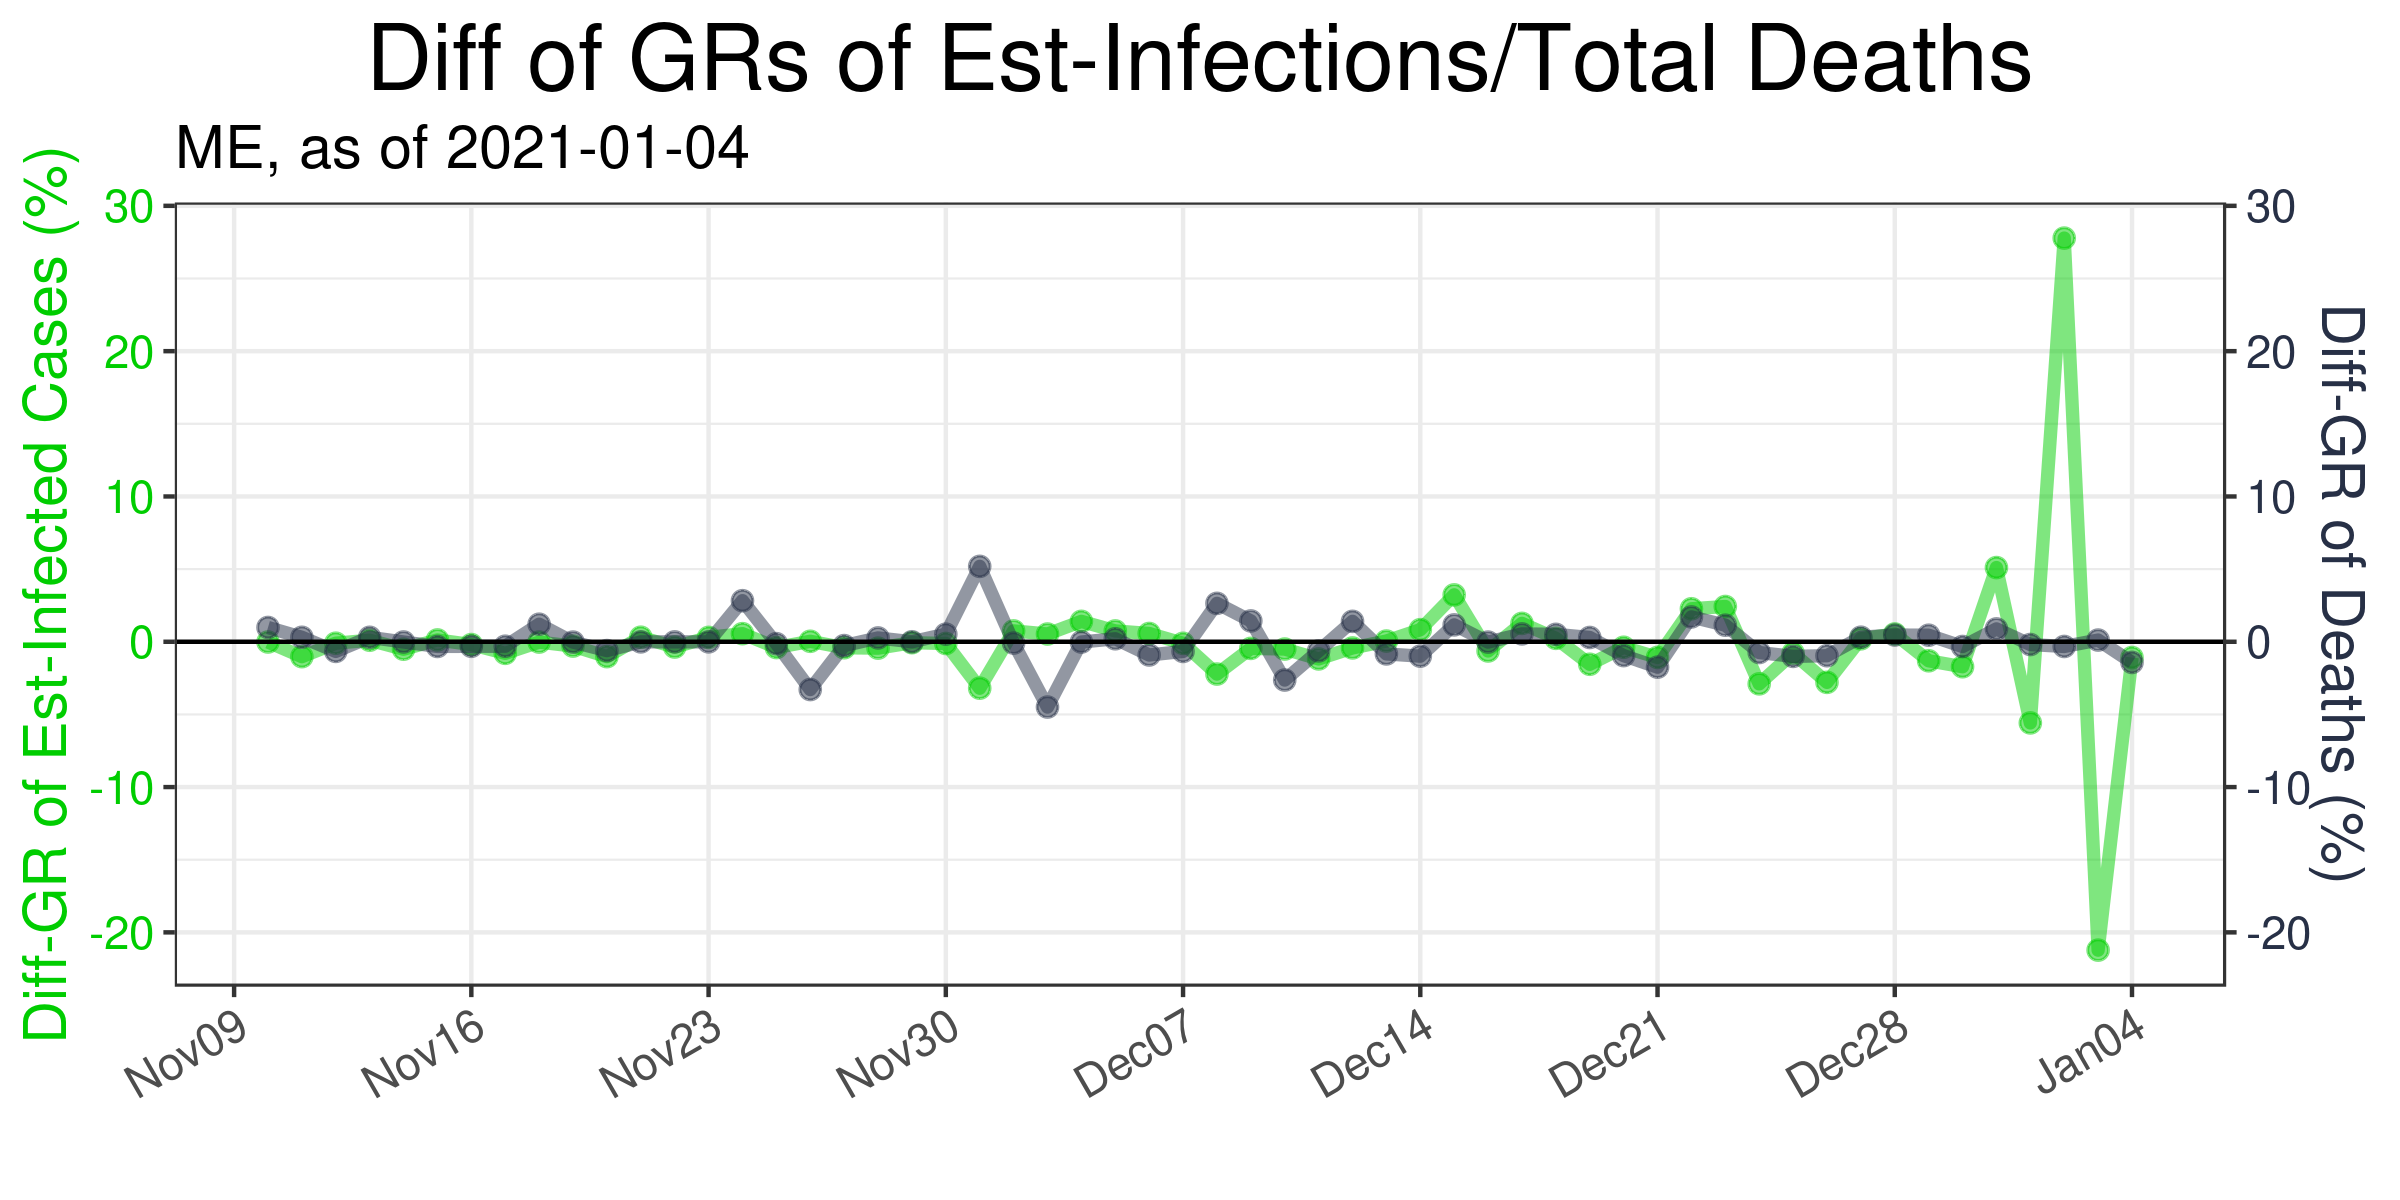 Diff of GRs of Est-Infections/Total Deaths
ME, as of 2021-01-04
Diff-GR of Est-Infected Cases (%)
30
20
10
0
-10
-20
30
20
10
0
-10
-20
Diff-GR of Deaths (%)
Nov09
Nov16
Nov23
Nov30
Dec07
Dec14
Dec21
Dec28
Jan04